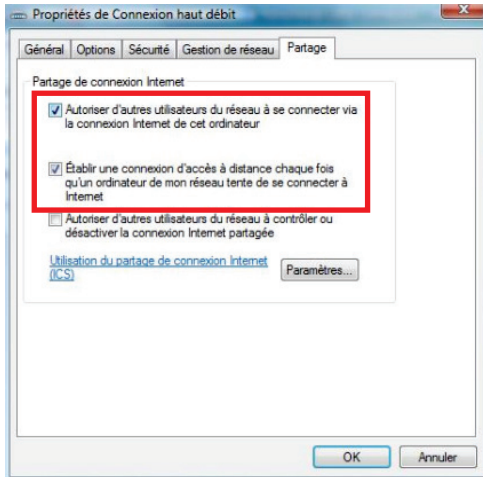 Propriétés de Connexion haut débit
Général Options Sécurité Gestion de réseau Partage
Partage de connexion Internet
Autoriser d'autres utilisateurs du réseau à se connecter via
la connexion Internet de cet ordinateur
Établir une connexion d'accès à distance chaque fois
qu'un ordinateur de mon réseau tente de se connecter à
Internet
Autoriser d'autres utilisateurs du réseau à contrôler ou
désactiver la connexion Internet partagée
Utilisation du partage de connexion Internet
(ICS)
Paramètres...
OK Annuler